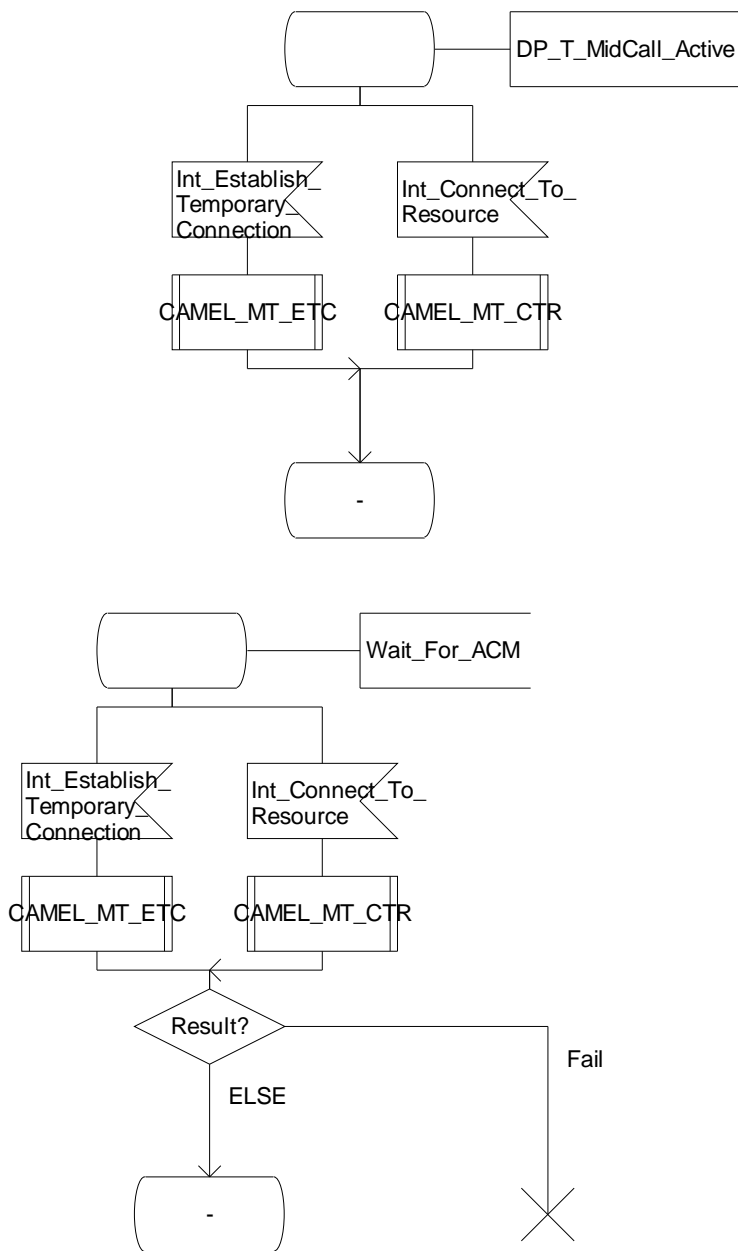 DP_T_MidCall_Active
Int_Establish_
Temporary_
Connection
Int_Connect_To_
Resource
CAMEL_MT_ETC
CAMEL_MT_CTR
-
Wait_For_ACM
Int_Establish_
Temporary_
Connection
Int_Connect_To_
Resource
CAMEL_MT_ETC
CAMEL_MT_CTR
Result?
Fail
ELSE
-